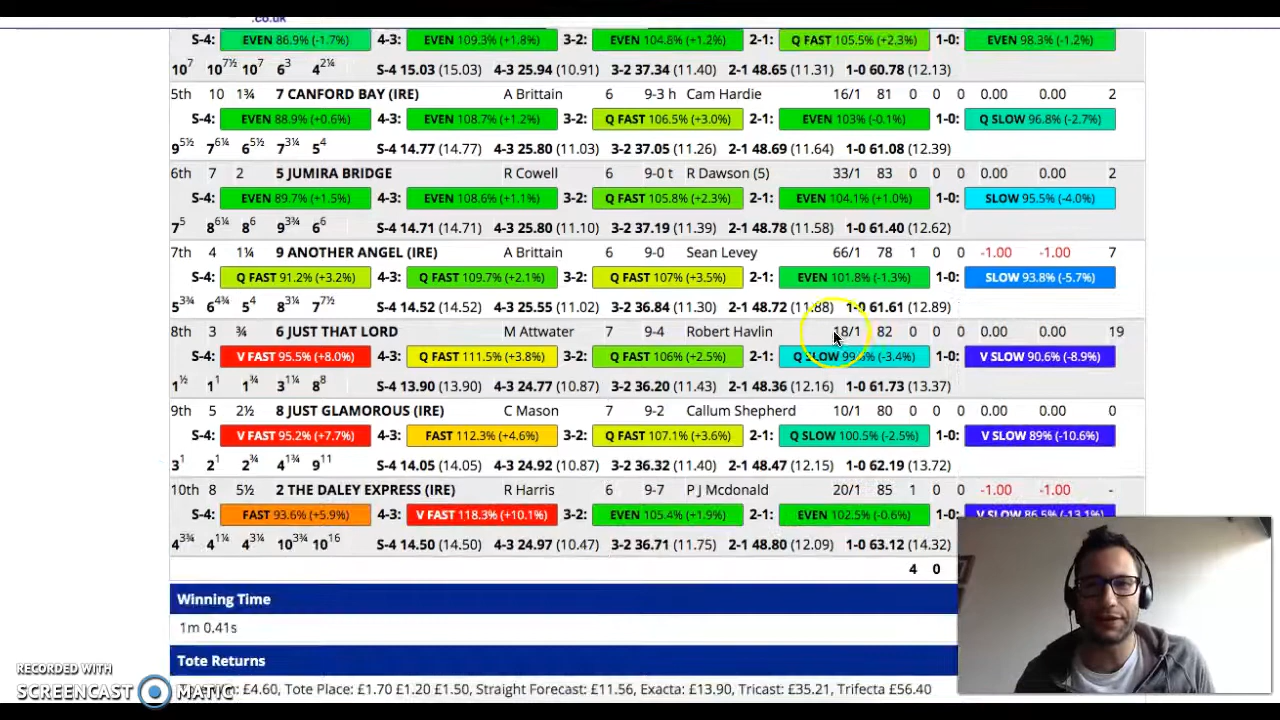 .co.uk
S-4: EVEN 86.9% (-1.7%) 4-3: EVEN 109.3% (+1.8%) 3-2: EVEN 104.8% (+1.2%) 2-1: Q FAST 105.5% (+2.3%) 1-0: EVEN 98.3% (-1.2%)
10⁷ 10⁷½ 10⁷ 6³ 4²¼ S-4 15.03 (15.03) 4-3 25.94 (10.91) 3-2 37.34 (11.40) 2-1 48.65 (11.31) 1-0 60.78 (12.13)
5th 10 1¾ 7 CANFORD BAY (IRE) A Brittain 6 9-3 h Cam Hardie 16/1 81 0 0 0 0.00 0.00 2
S-4: EVEN 88.9% (+0.6%) 4-3: EVEN 108.7% (+1.2%) 3-2: Q FAST 106.5% (+3.0%) 2-1: EVEN 103% (-0.1%) 1-0: Q SLOW 96.8% (-2.7%)
9⁵½ 7⁶¼ 6⁵½ 7³¼ 5⁴ S-4 14.77 (14.77) 4-3 25.80 (11.03) 3-2 37.05 (11.26) 2-1 48.69 (11.64) 1-0 61.08 (12.39)
6th 7 2 5 JUMIRA BRIDGE R Cowell 6 9-0 t R Dawson (5) 33/1 83 0 0 0 0.00 0.00 2
S-4: EVEN 89.7% (+1.5%) 4-3: EVEN 108.6% (+1.1%) 3-2: Q FAST 105.8% (+2.3%) 2-1: EVEN 104.1% (+1.0%) 1-0: SLOW 95.5% (-4.0%)
7⁵ 8⁶¼ 8⁶ 9³¾ 6⁶ S-4 14.71 (14.71) 4-3 25.80 (11.10) 3-2 37.19 (11.39) 2-1 48.78 (11.58) 1-0 61.40 (12.62)
7th 4 1¼ 9 ANOTHER ANGEL (IRE) A Brittain 6 9-0 Sean Levey 66/1 78 1 0 0 -1.00 -1.00 7
S-4: Q FAST 91.2% (+3.2%) 4-3: Q FAST 109.7% (+2.1%) 3-2: Q FAST 107% (+3.5%) 2-1: EVEN 101.8% (-1.3%) 1-0: SLOW 93.8% (-5.7%)
5³¾ 6⁴¾ 5⁴ 8³¼ 7⁷½ S-4 14.52 (14.52) 4-3 25.55 (11.02) 3-2 36.84 (11.30) 2-1 48.72 (11.88) 1-0 61.61 (12.89)
8th 3 ¾ 6 JUST THAT LORD M Attwater 7 9-4 Robert Havlin 18/1 82 0 0 0 0.00 0.00 19
S-4: V FAST 95.5% (+8.0%) 4-3: Q FAST 111.5% (+3.8%) 3-2: Q FAST 106% (+2.5%) 2-1: Q SLOW (-3.4%) 1-0: V SLOW 90.6% (-8.9%)
1½ 1¹ 1¾ 3¹¼ 8⁸ S-4 13.90 (13.90) 4-3 24.77 (10.87) 3-2 36.20 (11.43) 2-1 48.36 (12.16) 1-0 61.73 (13.37)
9th 5 2½ 8 JUST GLAMOROUS (IRE) C Mason 7 9-2 Callum Shepherd 10/1 80 0 0 0 0.00 0.00 0
S-4: V FAST 95.2% (+7.7%) 4-3: FAST 112.3% (+4.6%) 3-2: Q FAST 107.1% (+3.6%) 2-1: Q SLOW 100.5% (-2.5%) 1-0: V SLOW 89% (-10.6%)
3¹ 2¹ 2¾ 4¹¾ 9¹¹ S-4 14.05 (14.05) 4-3 24.92 (10.87) 3-2 36.32 (11.40) 2-1 48.47 (12.15) 1-0 62.19 (13.72)
10th 8 5½ 2 THE DALEY EXPRESS (IRE) R Harris 6 9-7 P J Mcdonald 20/1 85 1 0 0 -1.00 -1.00 -
S-4: FAST 93.6% (+5.9%) 4-3: V FAST 118.3% (+10.1%) 3-2: EVEN 105.4% (+1.9%) 2-1: EVEN 102.5% (-0.6%) 1-0: V SLOW 86.5% (-13.1%)
4³¾ 4¹¼ 4³¼ 10³¾ 10¹⁶ S-4 14.50 (14.50) 4-3 24.97 (10.47) 3-2 36.71 (11.75) 2-1 48.80 (12.09) 1-0 63.12 (14.32)
4 0
Winning Time
1m 0.41s
Tote Returns
£4.60, Tote Place: £1.70 £1.20 £1.50, Straight Forecast: £11.56, Exacta: £13.90, Tricast: £35.21, Trifecta £56.40
RECORDED WITH
SCREENCAST MATIC